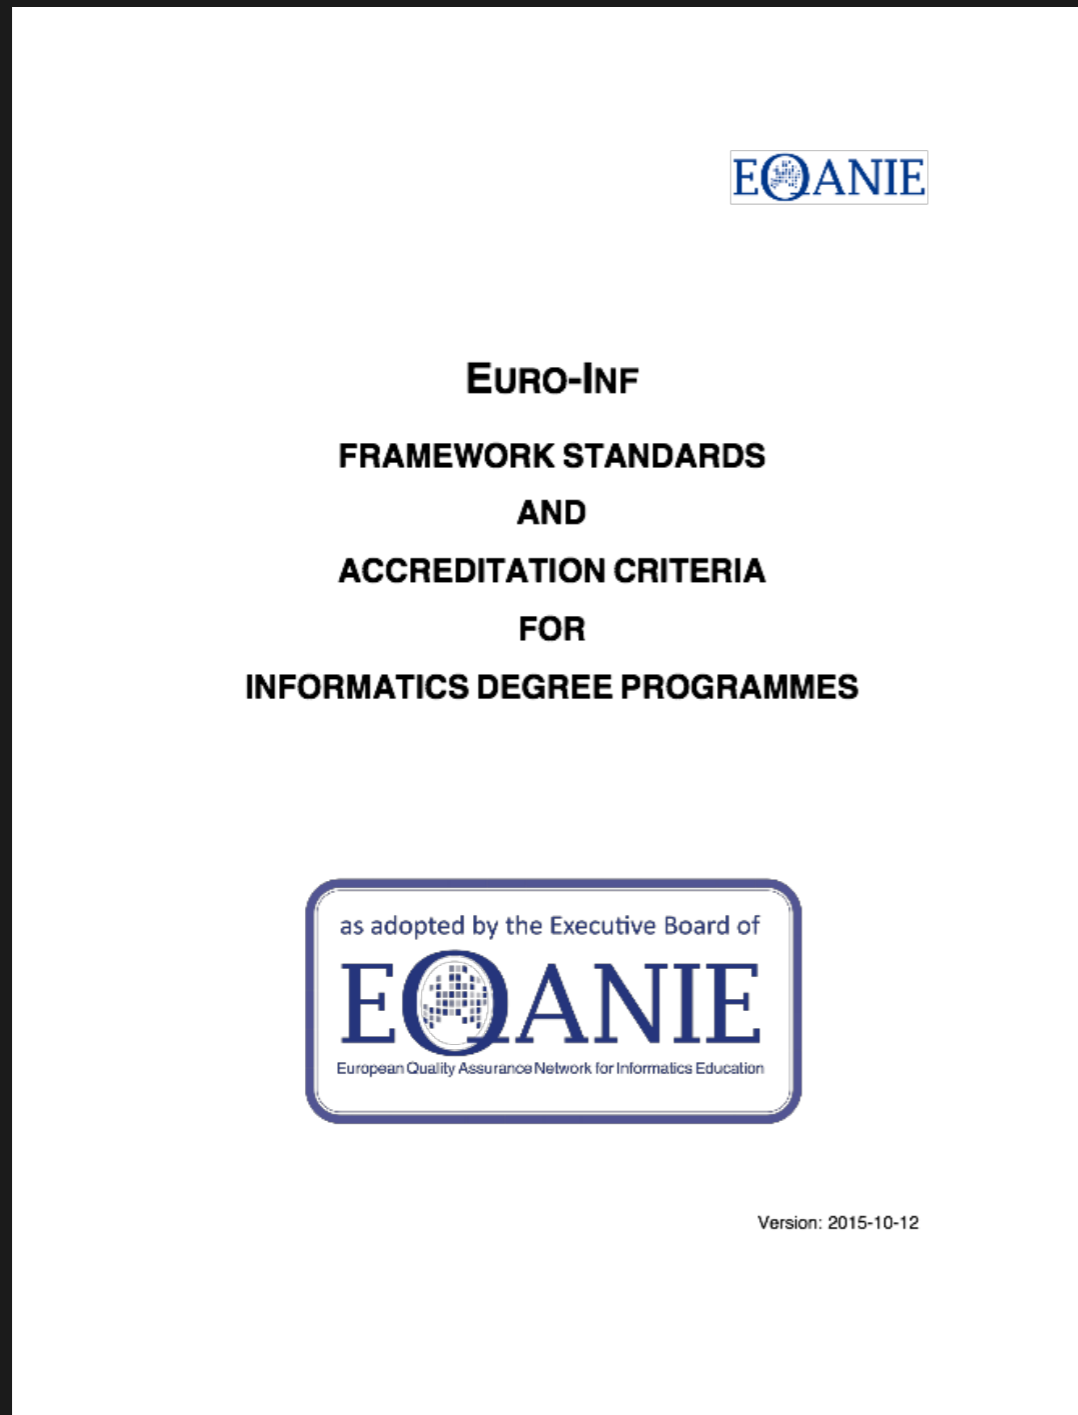 EQANIE
EURO-INF
FRAMEWORK STANDARDS
AND
ACCREDITATION CRITERIA
FOR
INFORMATICS DEGREE PROGRAMMES
as adopted by the Executive Board of
EQANIE
European Quality Assurance Network for Informatics Education
Version: 2015-10-12